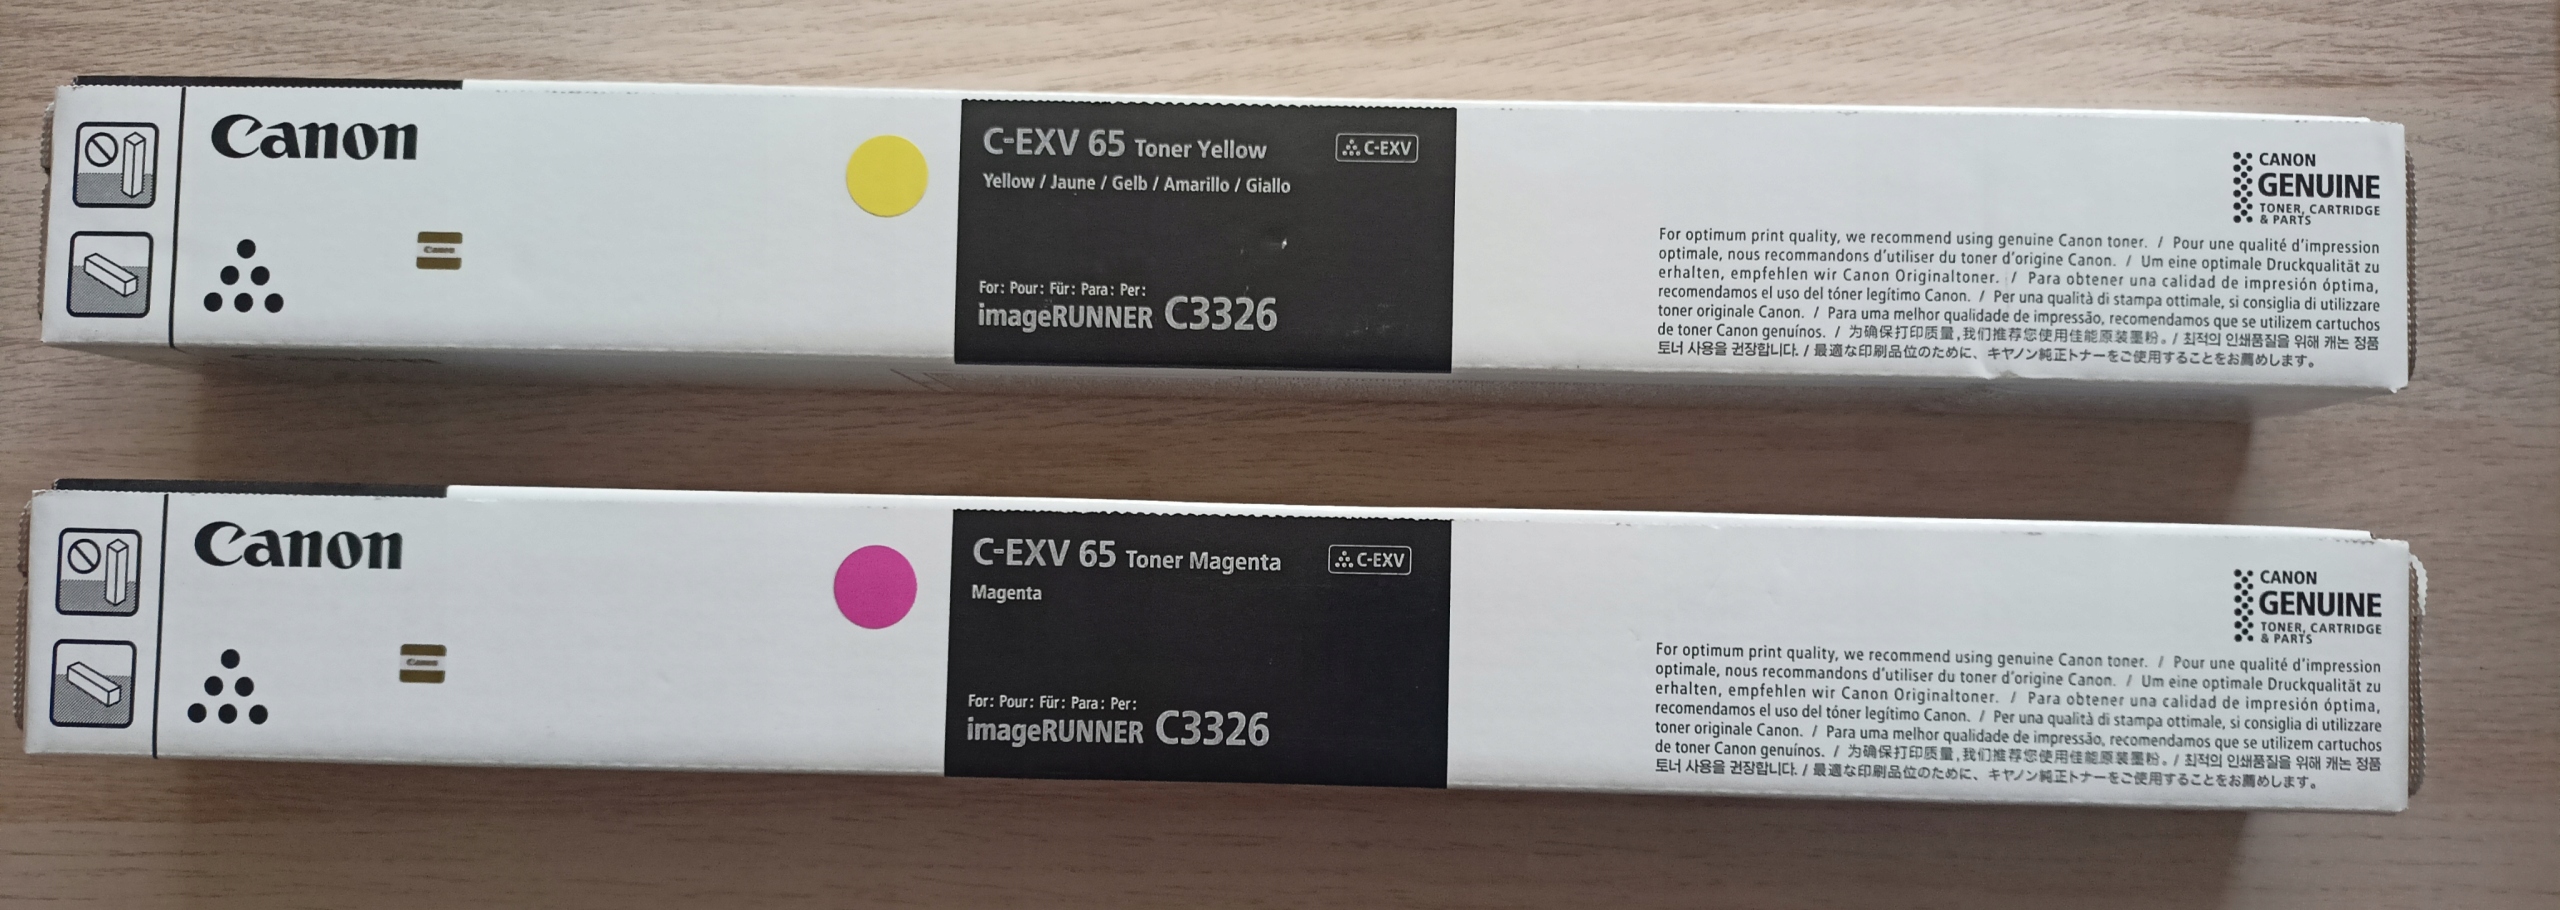 Canon
Canon
C-EXV 65 Toner Yellow
C-EXV
Yellow / Jaune / Gelb / Amarillo / Giallo
For: Pour: Für: Para: Per:
imageRUNNER C3326
CANON
GENUINE
TONER, CARTRIDGE
& PARTS
For optimum print quality, we recommend using genuine Canon toner. / Pour une qualité d'impression
optimale, nous recommandons d'utiliser du toner d'origine Canon. / Um eine optimale Druckqualität zu
erhalten, empfehlen wir Canon Originaltoner. / Para obtener una calidad de impresión óptima,
recomendamos el uso del tóner legítimo Canon. / Per una qualità di stampa ottimale, si consiglia di utilizzare
toner originale Canon. / Para uma melhor qualidade de impressão, recomendamos que se utilizem cartuchos
de toner Canon genuínos. / 为确保打印质量,我们推荐您使用佳能原装墨粉。/ 최적의 인쇄품질을 위해 캐논 정품
토너 사용을 권장합니다. / 最適な印刷品位のために、キヤノン純正トナーをご使用することをお薦めします。
Canon
Canon
C-EXV 65 Toner Magenta
C-EXV
Magenta
For: Pour: Für: Para: Per:
imageRUNNER C3326
CANON
GENUINE
TONER, CARTRIDGE
& PARTS
For optimum print quality, we recommend using genuine Canon toner. / Pour une qualité d'impression
optimale, nous recommandons d'utiliser du toner d'origine Canon. / Um eine optimale Druckqualität zu
erhalten, empfehlen wir Canon Originaltoner. / Para obtener una calidad de impresión óptima,
recomendamos el uso del tóner legítimo Canon. / Per una qualità di stampa ottimale, si consiglia di utilizzare
toner originale Canon. / Para uma melhor qualidade de impressão, recomendamos que se utilizem cartuchos
de toner Canon genuínos. / 为确保打印质量,我们推荐您使用佳能原装墨粉。/ 최적의 인쇄품질을 위해 캐논 정품
토너 사용을 권장합니다. / 最適な印刷品位のために、キヤノン純正トナーをご使用することをお薦めします。